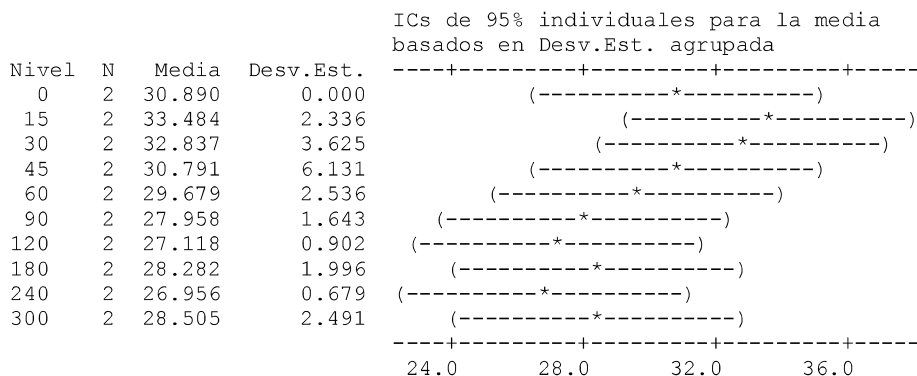 ICs de 95% individuales para la media
basados en Desv.Est. agrupada
Nivel N Media Desv.Est. ----+---------+---------+---------+-----
0 2 30.890 0.000 (----------*----------)
15 2 33.484 2.336 (----------*----------)
30 2 32.837 3.625 (----------*----------)
45 2 30.791 6.131 (----------*----------)
60 2 29.679 2.536 (----------*----------)
90 2 27.958 1.643 (----------*----------)
120 2 27.118 0.902 (----------*----------)
180 2 28.282 1.996 (----------*----------)
240 2 26.956 0.679 (----------*----------)
300 2 28.505 2.491 (----------*----------)
----+---------+---------+---------+-----
24.0 28.0 32.0 36.0